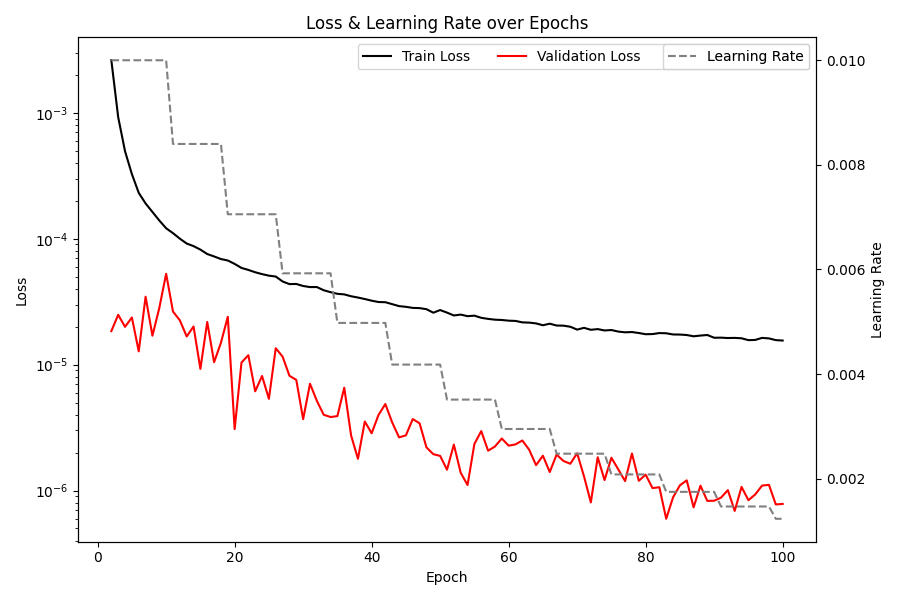 Loss & Learning Rate over Epochs
Train Loss
Validation Loss
Learning Rate
10⁻³
10⁻⁴
10⁻⁵
10⁻⁶
Loss
0.010
0.008
0.006
0.004
0.002
Learning Rate
0
20
40
60
80
100
Epoch